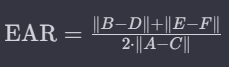 EAR = ‖B−D‖+‖E−F‖ / 2·‖A−C‖